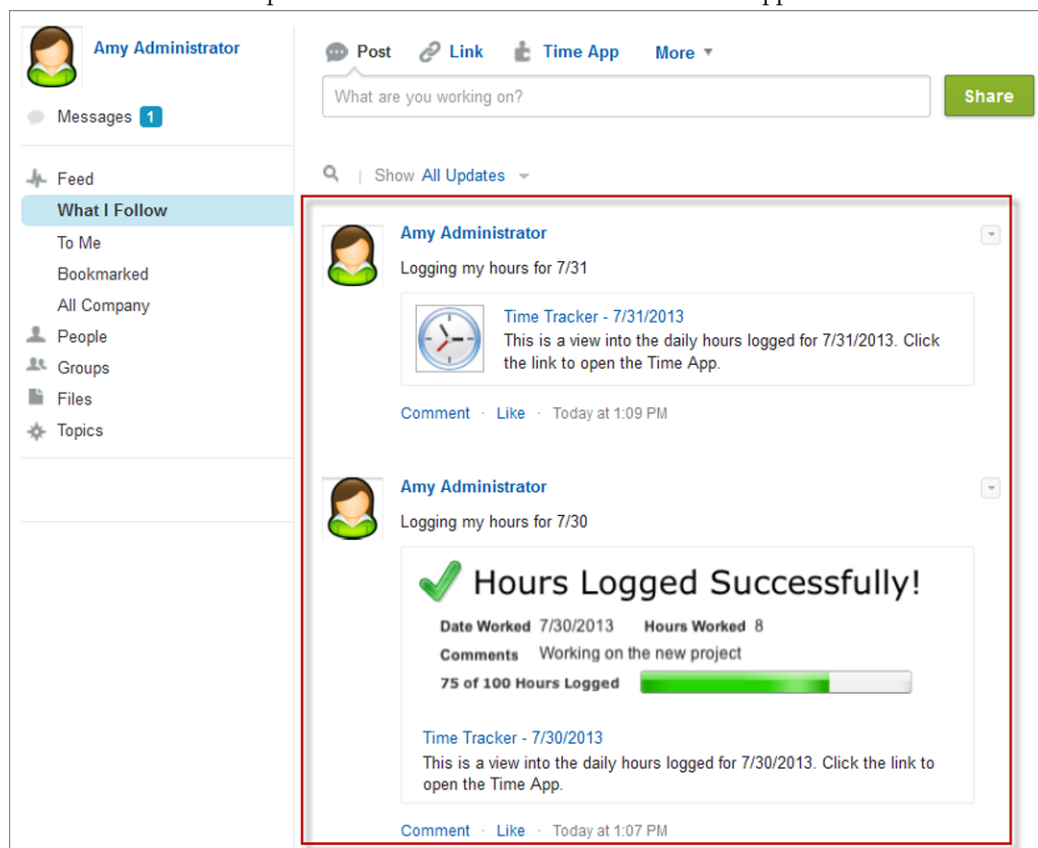 Amy Administrator
Messages 1
Feed
What I Follow
To Me
Bookmarked
All Company
People
Groups
Files
Topics
Post Link Time App More
What are you working on?
Share
Show All Updates
Amy Administrator
Logging my hours for 7/31
Time Tracker - 7/31/2013
This is a view into the daily hours logged for 7/31/2013. Click
the link to open the Time App.
Comment · Like · Today at 1:09 PM
Amy Administrator
Logging my hours for 7/30
Hours Logged Successfully!
Date Worked 7/30/2013 Hours Worked 8
Comments Working on the new project
75 of 100 Hours Logged
Time Tracker - 7/30/2013
This is a view into the daily hours logged for 7/30/2013. Click the link to
open the Time App.
Comment · Like · Today at 1:07 PM